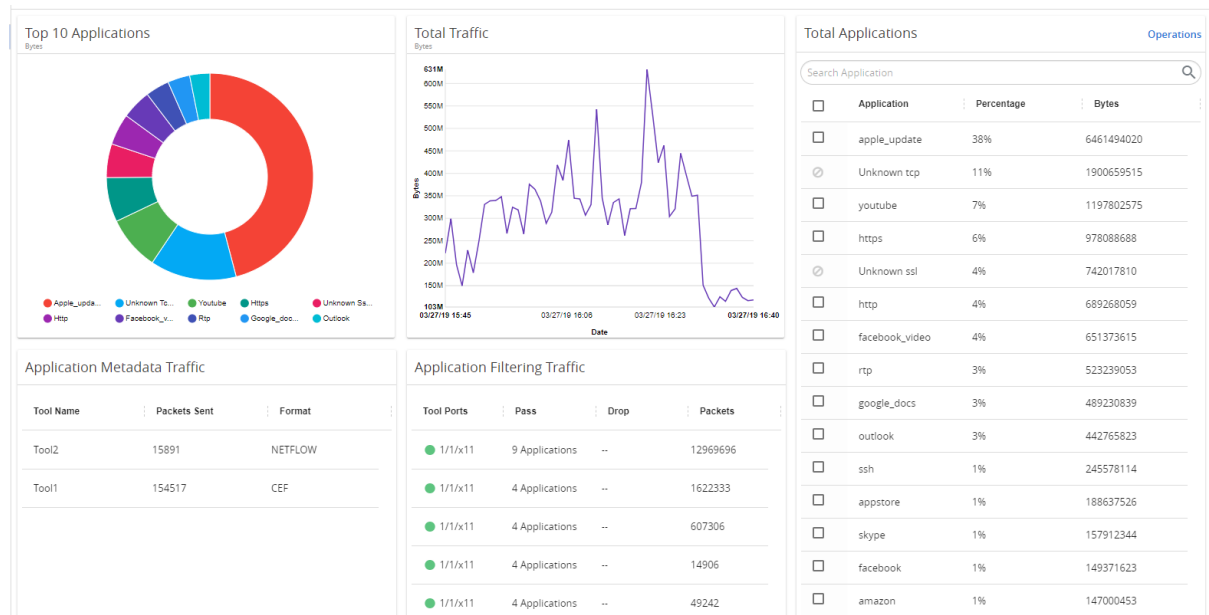 Top 10 Applications
Bytes
Apple_upda... Unknown Tc... Youtube Https Unknown Ss...
Http Facebook_v... Rtp Google_doc... Outlook
Total Traffic
Bytes
631M
600M
550M
500M
450M
400M
350M
300M
250M
200M
150M
103M
Bytes
03/27/19 15:45 03/27/19 16:06 03/27/19 16:23 03/27/19 16:40
Date
Total Applications Operations
Search Application
Application Percentage Bytes
apple_update 38% 6461494020
Unknown tcp 11% 1900659515
youtube 7% 1197802575
https 6% 978088688
Unknown ssl 4% 742017810
http 4% 689268059
facebook_video 4% 651373615
rtp 3% 523239053
google_docs 3% 489230839
outlook 3% 442765823
ssh 1% 245578114
appstore 1% 188637526
skype 1% 157912344
facebook 1% 149371623
amazon 1% 147000453
Application Metadata Traffic
Tool Name Packets Sent Format
Tool2 15891 NETFLOW
Tool1 154517 CEF
Application Filtering Traffic
Tool Ports Pass Drop Packets
1/1/x11 9 Applications -- 12969696
1/1/x11 4 Applications -- 1622333
1/1/x11 4 Applications -- 607306
1/1/x11 4 Applications -- 14906
1/1/x11 4 Applications -- 49242